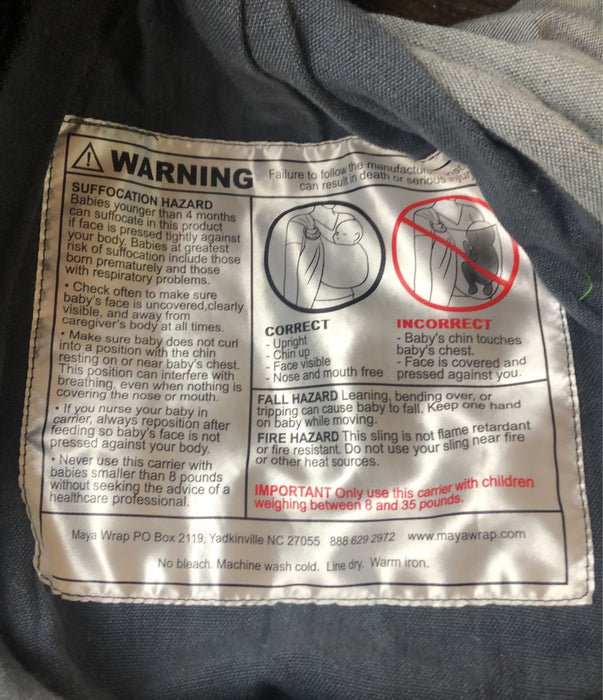 WARNING
Failure to follow the manufacturer's
can result in death or serious injury
SUFFOCATION HAZARD
Babies younger than 4 months
can suffocate in this product
if face is pressed tightly against
your body. Babies at greatest
risk of suffocation include those
born prematurely and those
with respiratory problems.
• Check often to make sure
baby's face is uncovered,clearly
visible, and away from
caregiver's body at all times.
• Make sure baby does not curl
into a position with the chin
resting on or near baby's chest.
This position can interfere with
breathing, even when nothing is
covering the nose or mouth.
• If you nurse your baby in
carrier, always reposition after
feeding so baby's face is not
pressed against your body.
• Never use this carrier with
babies smaller than 8 pounds
without seeking the advice of a
healthcare professional.
CORRECT
- Upright
- Chin up
- Face visible
- Nose and mouth free
INCORRECT
- Baby's chin touches
baby's chest.
- Face is covered and
pressed against you.
FALL HAZARD Leaning, bending over, or
tripping can cause baby to fall. Keep one hand
on baby while moving.
FIRE HAZARD This sling is not flame retardant
or fire resistant. Do not use your sling near fire
or other heat sources.
IMPORTANT Only use this carrier with children
weighing between 8 and 35 pounds.
Maya Wrap PO Box 2119, Yadkinville NC 27055 888 629 2972 www.mayawrap.com
No bleach. Machine wash cold. Line dry. Warm iron.